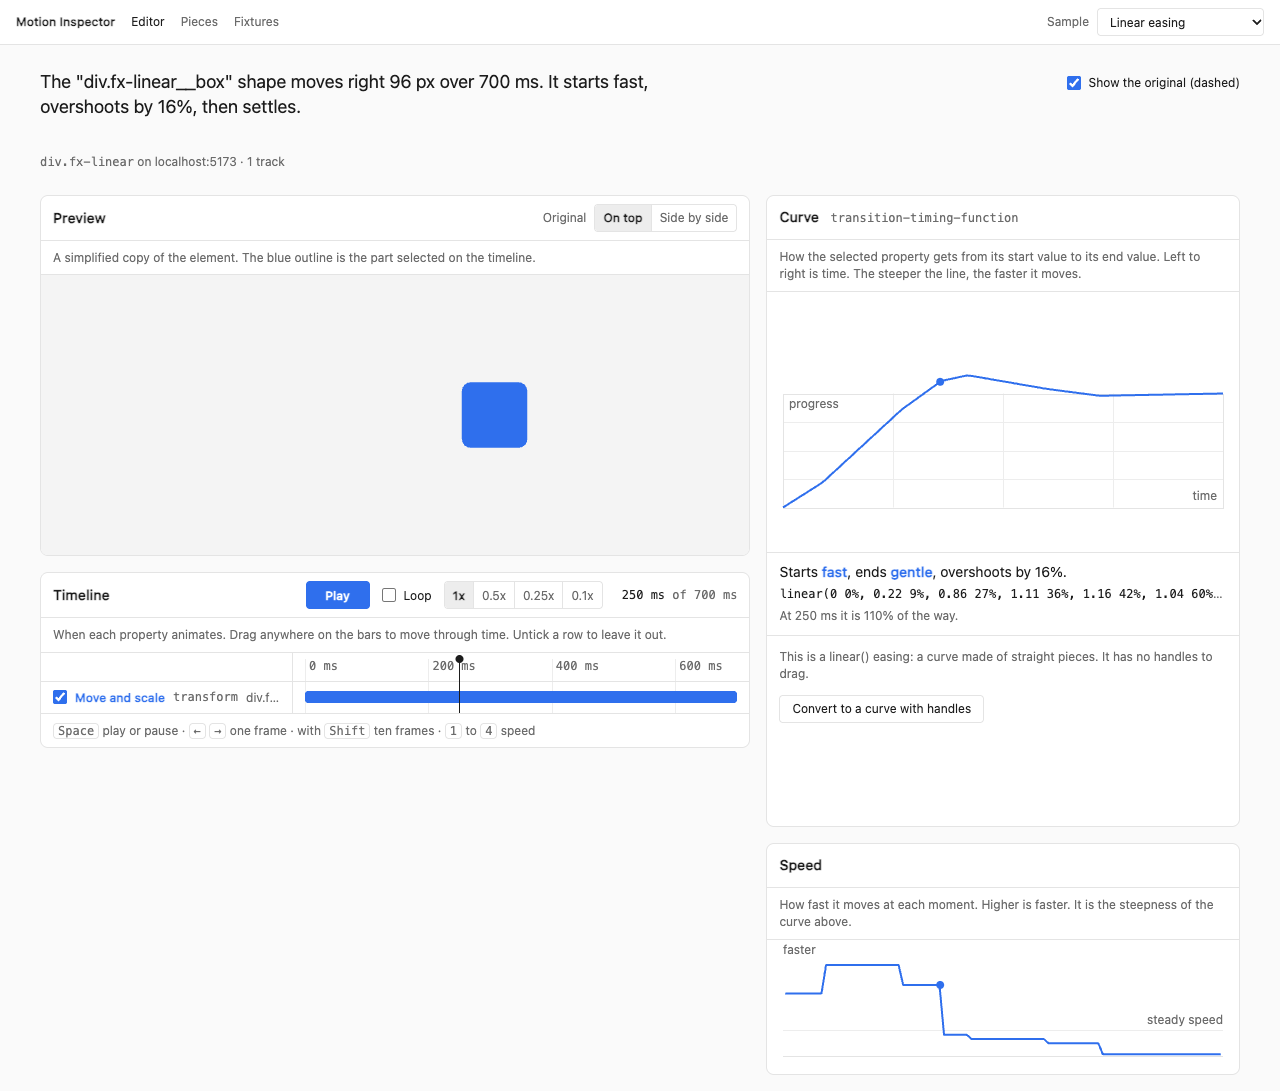 Motion Inspector Editor Pieces Fixtures Sample Linear easing
The "div.fx-linear__box" shape moves right 96 px over 700 ms. It starts fast,
overshoots by 16%, then settles.
Show the original (dashed)
div.fx-linear on localhost:5173 · 1 track
Preview Original On top Side by side
A simplified copy of the element. The blue outline is the part selected on the timeline.
Timeline Play Loop 1x 0.5x 0.25x 0.1x 250 ms of 700 ms
When each property animates. Drag anywhere on the bars to move through time. Untick a row to leave it out.
0 ms 200 ms 400 ms 600 ms
Move and scale transform div.f…
Space play or pause · ← → one frame · with Shift ten frames · 1 to 4 speed
Curve transition-timing-function
How the selected property gets from its start value to its end value. Left to
right is time. The steeper the line, the faster it moves.
progress
time
Starts fast, ends gentle, overshoots by 16%.
linear(0 0%, 0.22 9%, 0.86 27%, 1.11 36%, 1.16 42%, 1.04 60%…
At 250 ms it is 110% of the way.
This is a linear() easing: a curve made of straight pieces. It has no handles to
drag.
Convert to a curve with handles
Speed
How fast it moves at each moment. Higher is faster. It is the steepness of the
curve above.
faster
steady speed